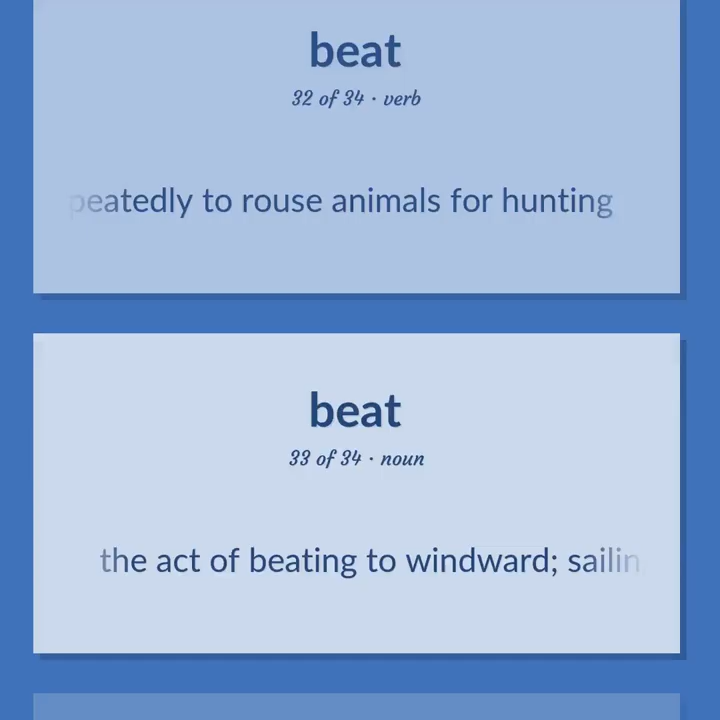 beat
32 of 34 · verb
peatedly to rouse animals for hunting
beat
33 of 34 · noun
the act of beating to windward; sailin